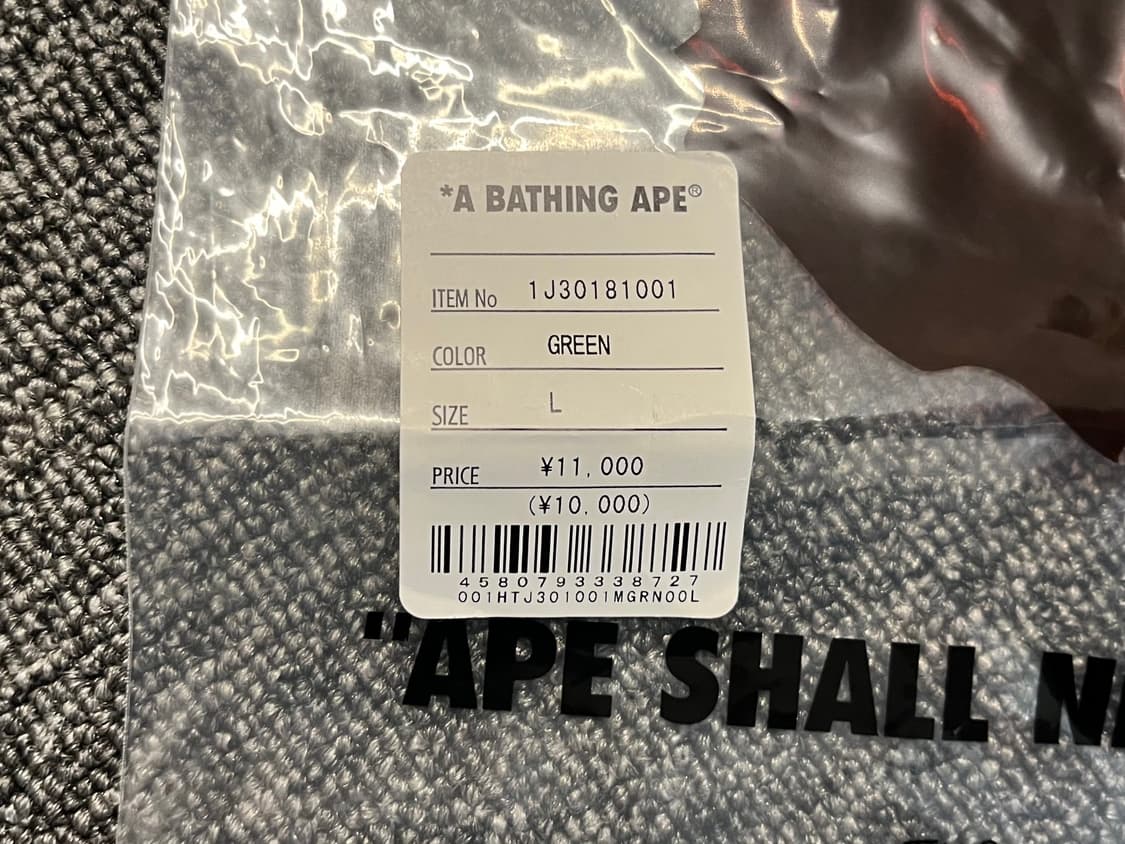 *A BATHING APE®
ITEM No 1J30181001
COLOR GREEN
SIZE L
PRICE ¥11,000
(¥10,000)
4580793338727
001HTJ301001MGRN00L
"APE SHALL N